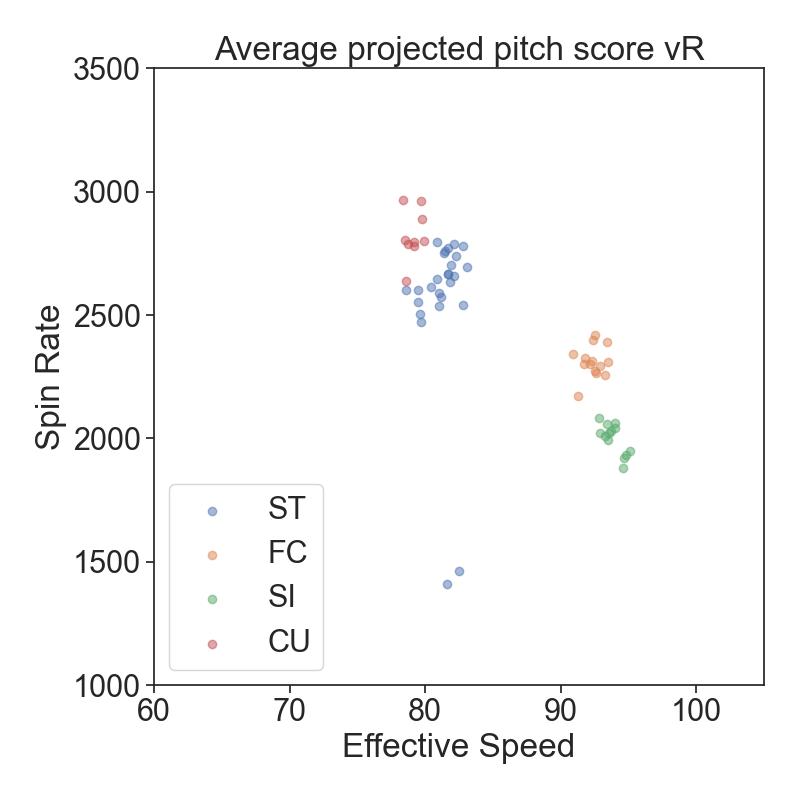 Average projected pitch score vR
3500
3000
2500
2000
1500
1000
Spin Rate
ST
FC
SI
CU
60 70 80 90 100
Effective Speed